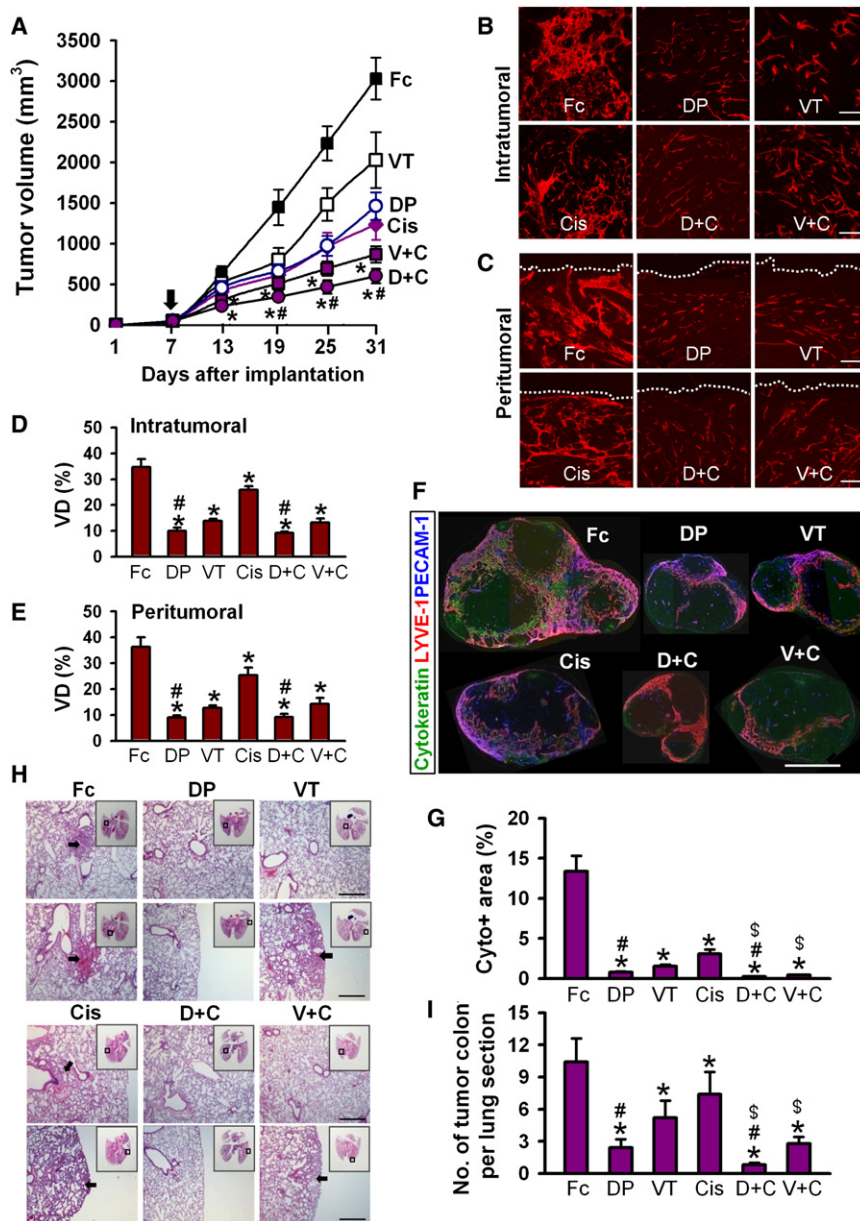 A
Tumor volume (mm³)
3500
3000
2500
2000
1500
1000
500
0
Fc
VT
DP
Cis
V+C
D+C
*
*
*
*#
*
*#
*
*#
1 7 13 19 25 31
Days after implantation
B
Intratumoral
Fc DP VT
Cis D+C V+C
C
Peritumoral
Fc DP VT
Cis D+C V+C
D
Intratumoral
VD (%)
50
40
30
20
10
0
#
*
*
*
#
*
*
Fc DP VT Cis D+C V+C
E
Peritumoral
VD (%)
50
40
30
20
10
0
#
*
*
*
#
*
*
Fc DP VT Cis D+C V+C
F
Cytokeratin LYVE-1 PECAM-1
Fc DP VT
Cis D+C V+C
H
Fc DP VT
Cis D+C V+C
G
Cyto+ area (%)
20
15
10
5
0
#
*
*
*
$
#
*
$
*
Fc DP VT Cis D+C V+C
I
No. of tumor colon
per lung section
15
12
9
6
3
0
#
*
*
*
$
#
*
$
*
Fc DP VT Cis D+C V+C